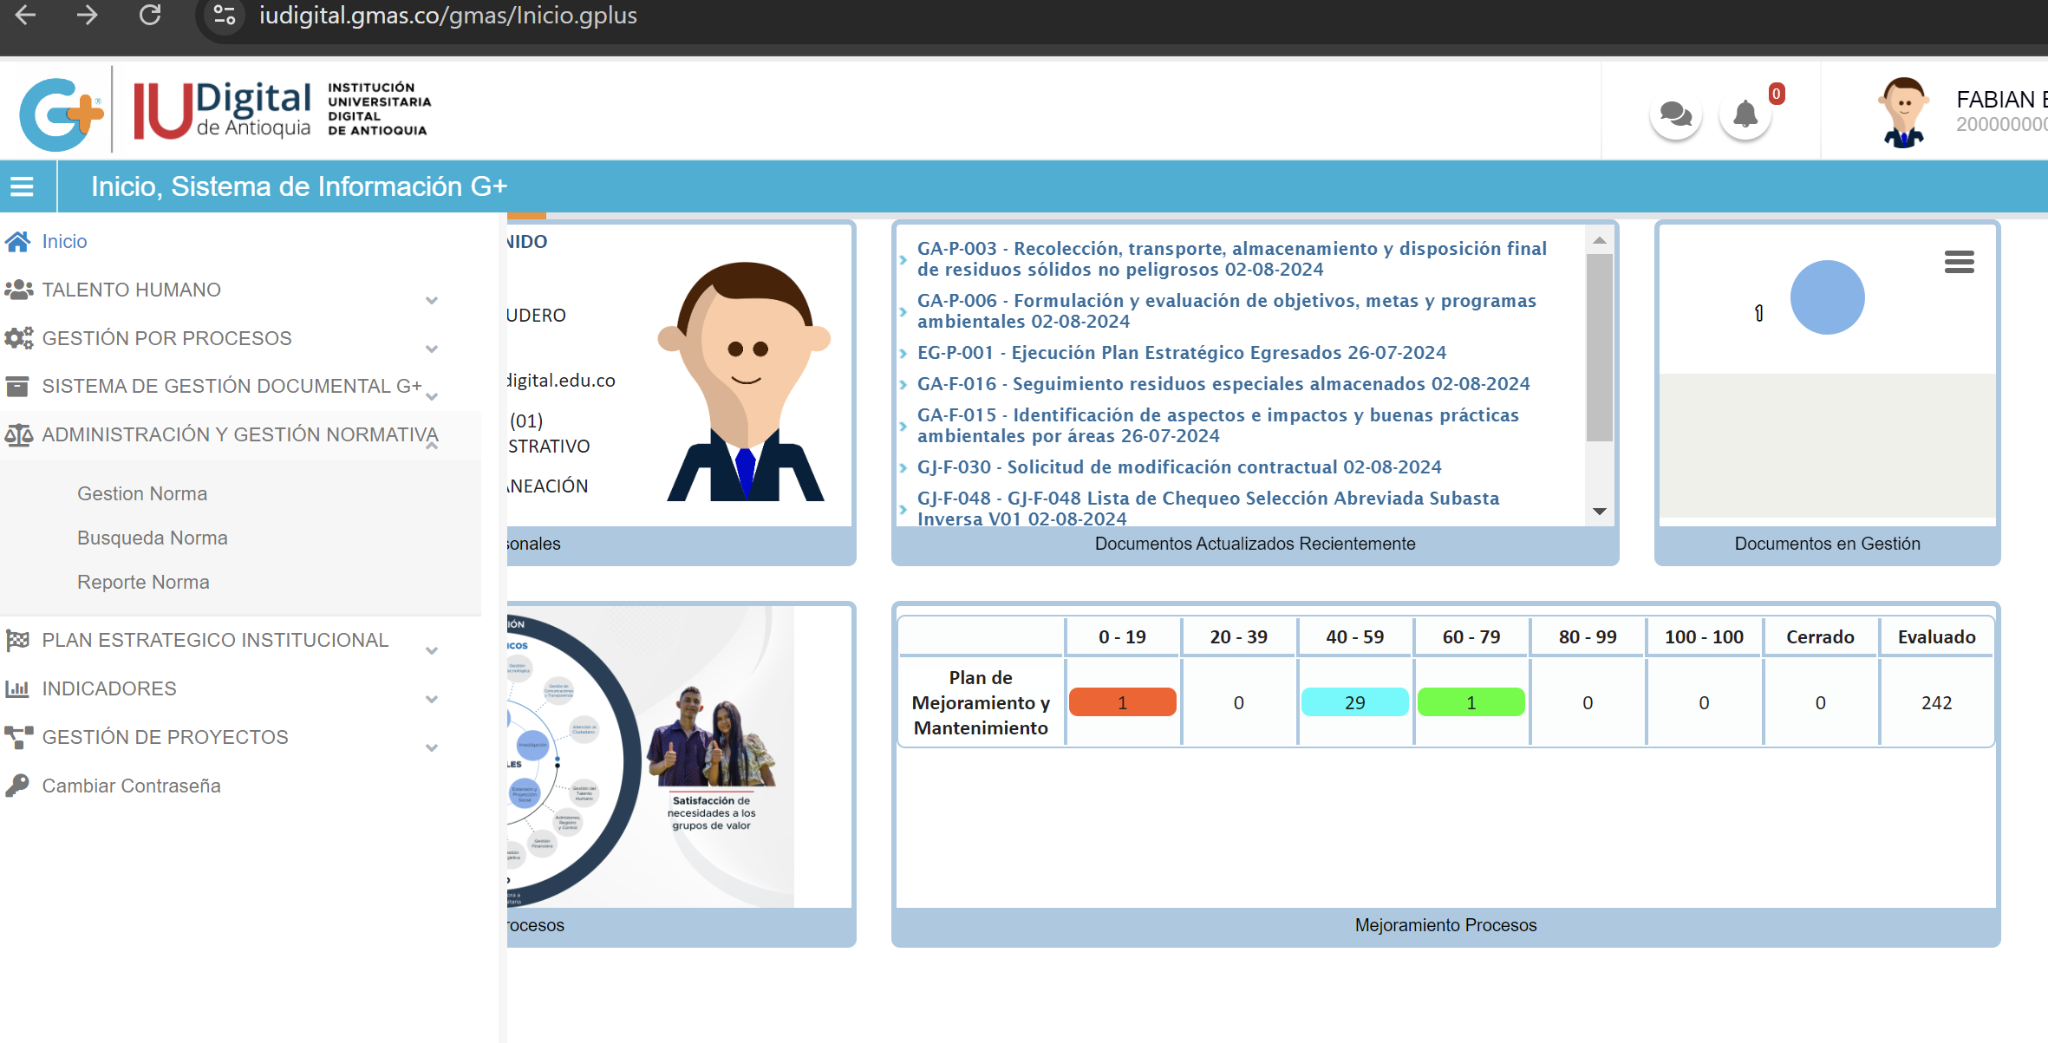 iudigital.gmas.co/gmas/Inicio.gplus
G+
IUDigital
de Antioquia
INSTITUCIÓN
UNIVERSITARIA
DIGITAL
DE ANTIOQUIA
0
FABIAN
Inicio, Sistema de Información G+
Inicio
TALENTO HUMANO
GESTIÓN POR PROCESOS
SISTEMA DE GESTIÓN DOCUMENTAL G+
ADMINISTRACIÓN Y GESTIÓN NORMATIVA
Gestion Norma
Busqueda Norma
Reporte Norma
PLAN ESTRATEGICO INSTITUCIONAL
INDICADORES
GESTIÓN DE PROYECTOS
Cambiar Contraseña
NIDO
UDERO
digital.edu.co
(01)
STRATIVO
ANEACIÓN
sonales
GA-P-003 - Recolección, transporte, almacenamiento y disposición final
de residuos sólidos no peligrosos 02-08-2024
GA-P-006 - Formulación y evaluación de objetivos, metas y programas
ambientales 02-08-2024
EG-P-001 - Ejecución Plan Estratégico Egresados 26-07-2024
GA-F-016 - Seguimiento residuos especiales almacenados 02-08-2024
GA-F-015 - Identificación de aspectos e impactos y buenas prácticas
ambientales por áreas 26-07-2024
GJ-F-030 - Solicitud de modificación contractual 02-08-2024
GJ-F-048 - GJ-F-048 Lista de Chequeo Selección Abreviada Subasta
Inversa V01 02-08-2024
Documentos Actualizados Recientemente
1
Documentos en Gestión
IÓN
ICOS
LES
Investigación
Satisfacción de
necesidades a los
grupos de valor
rocesos
0 - 19 20 - 39 40 - 59 60 - 79 80 - 99 100 - 100 Cerrado Evaluado
Plan de
Mejoramiento y
Mantenimiento
1 0 29 1 0 0 0 242
Mejoramiento Procesos